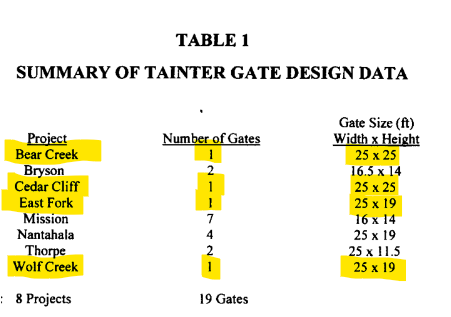 TABLE 1
SUMMARY OF TAINTER GATE DESIGN DATA
Gate Size (ft)
Project Number of Gates Width x Height
Bear Creek 1 25 x 25
Bryson 2 16.5 x 14
Cedar Cliff 1 25 x 25
East Fork 1 25 x 19
Mission 7 16 x 14
Nantahala 4 25 x 19
Thorpe 2 25 x 11.5
Wolf Creek 1 25 x 19
: 8 Projects 19 Gates